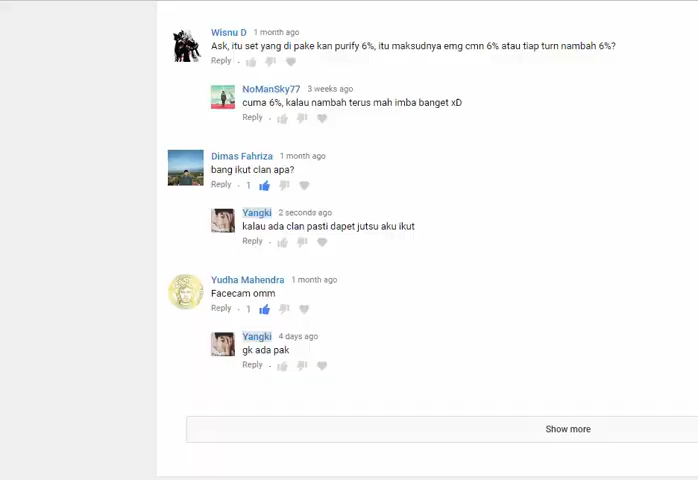 Wisnu D 1 month ago
Ask, itu set yang di pake kan purify 6%, itu maksudnya emg cmn 6% atau tiap turn nambah 6%?
Reply
NoManSky77 3 weeks ago
cuma 6%, kalau nambah terus mah imba banget xD
Reply
Dimas Fahriza 1 month ago
bang ikut clan apa?
Reply 1
Yangki 2 seconds ago
kalau ada clan pasti dapet jutsu aku ikut
Reply
Yudha Mahendra 1 month ago
Facecam omm
Reply 1
Yangki 4 days ago
gk ada pak
Reply
Show more